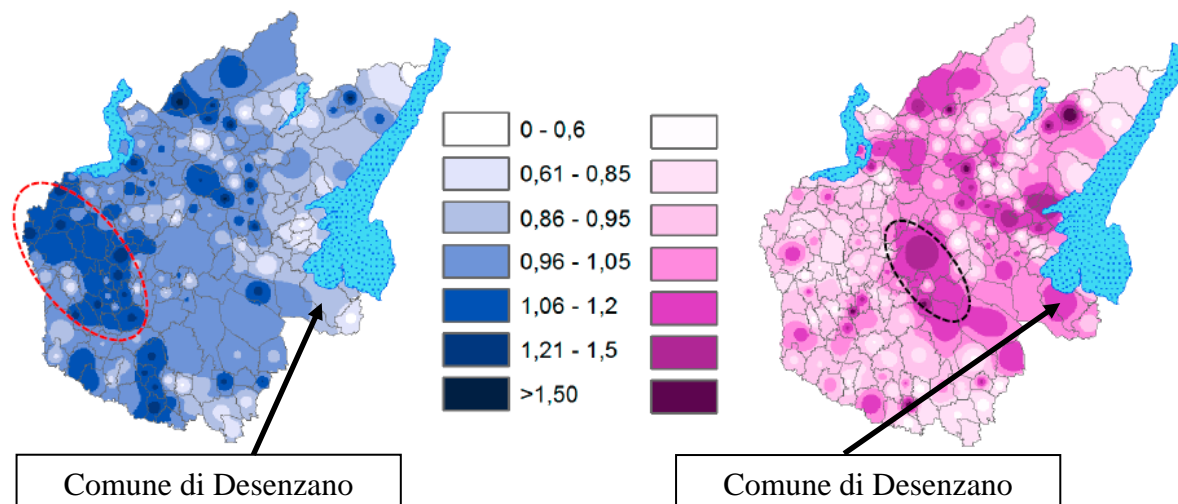 0 - 0,6
0,61 - 0,85
0,86 - 0,95
0,96 - 1,05
1,06 - 1,2
1,21 - 1,5
>1,50
Comune di Desenzano
Comune di Desenzano